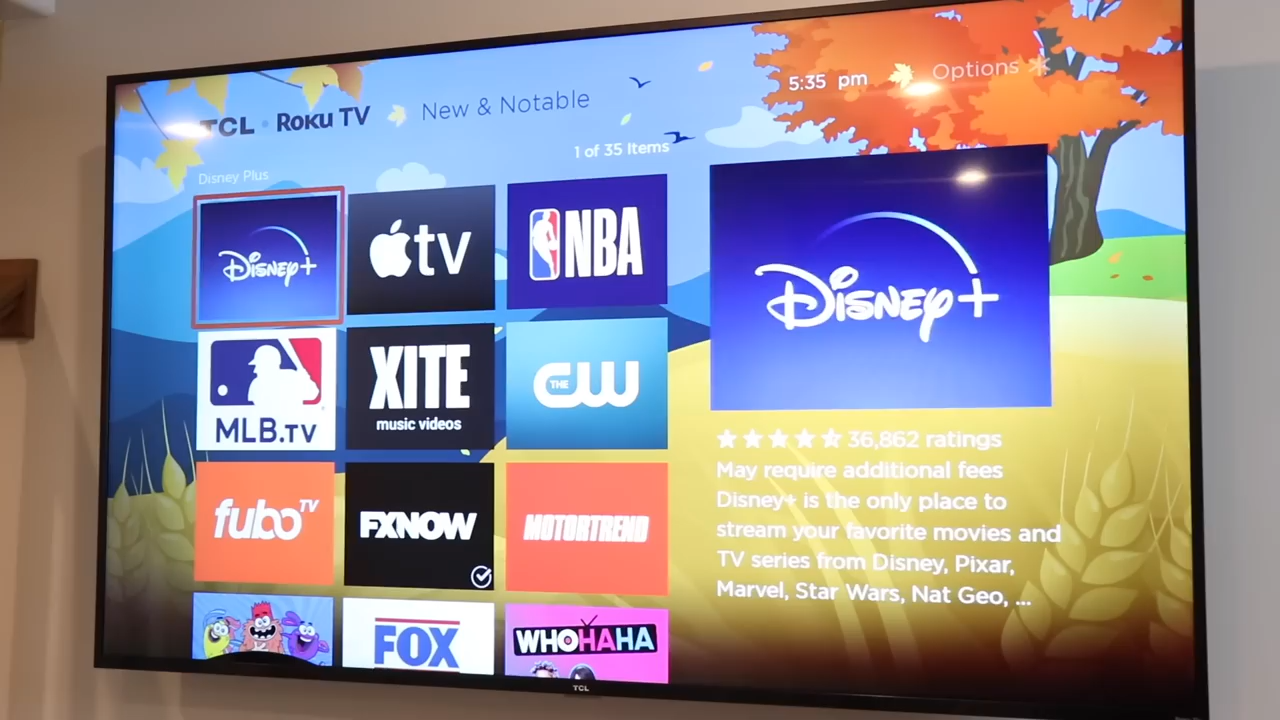 TCL • Roku TV
New & Notable
5:35 pm
Options
1 of 35 Items
Disney Plus
Disney+
tv
NBA
MLB.TV
XITE
music videos
THE CW
fubo TV
FXNOW
MOTORTREND
FOX
WHOHAHA
Disney+
36,862 ratings
May require additional fees
Disney+ is the only place to
stream your favorite movies and
TV series from Disney, Pixar,
Marvel, Star Wars, Nat Geo, ...
TCL